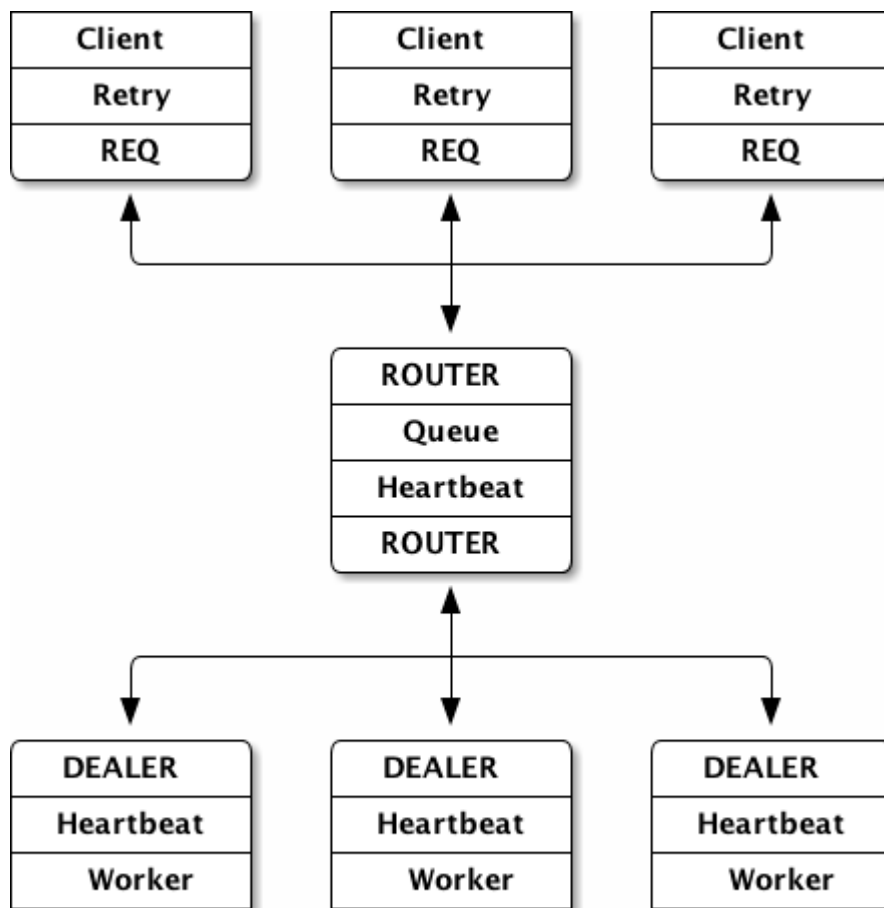 Client Client Client
Retry Retry Retry
REQ REQ REQ
ROUTER
Queue
Heartbeat
ROUTER
DEALER DEALER DEALER
Heartbeat Heartbeat Heartbeat
Worker Worker Worker